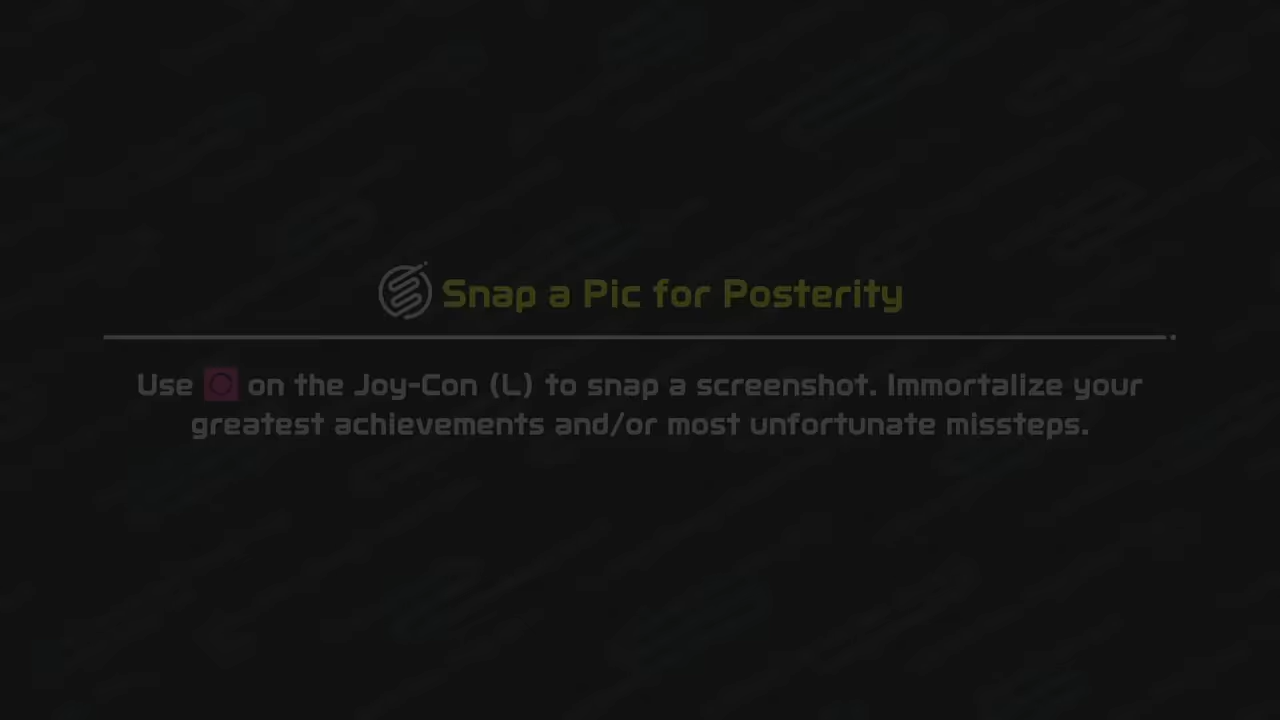 Snap a Pic for Posterity
Use on the Joy-Con (L) to snap a screenshot. Immortalize your
greatest achievements and/or most unfortunate missteps.